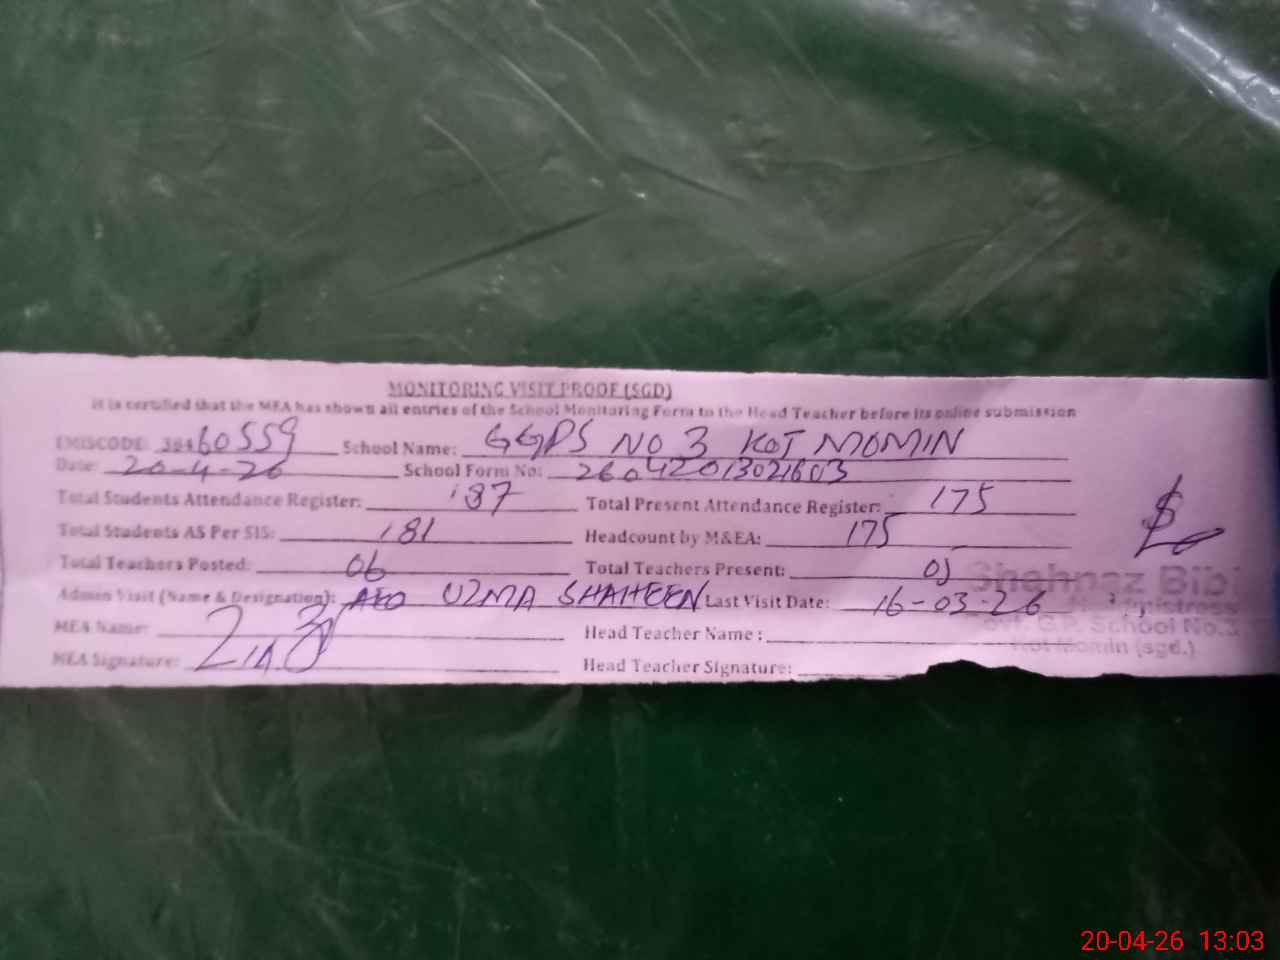 MONITORING VISIT PROOF (SGD)
It is certified that the MEA has shown all entries of the School Monitoring Form to the Head Teacher before its online submission
EMISCODE: 38460559 School Name: GGPS NO 3 KOT MOMIN
Date: 20-4-26 School Form No: 26042013021603
Total Students Attendance Register: 187 Total Present Attendance Register: 175
Total Students AS Per SIS: 181 Headcount by M&EA: 175
Total Teachers Posted: 06 Total Teachers Present:
Admin Visit (Name & Designation): AEO UZMA SHAHEEN Last Visit Date: 16-03-26
MEA Name: Head Teacher Name :
MEA Signature: Head Teacher Signature:
Shehnaz Bibi
Govt. G.P. School No.3
Kot Momin (sgd.)
20-04-26 13:03